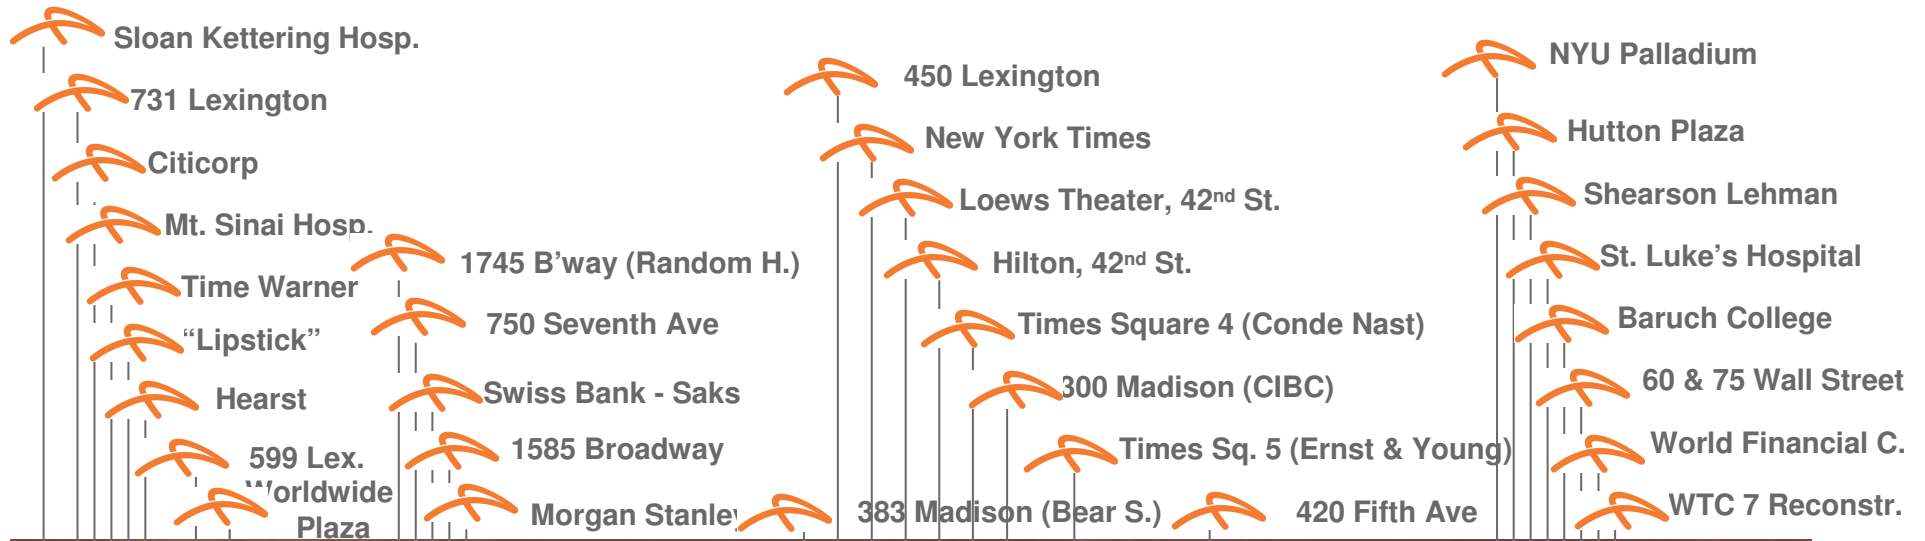 Sloan Kettering Hosp.
731 Lexington
Citicorp
Mt. Sinai Hosp.
Time Warner
“Lipstick”
Hearst
599 Lex.
Worldwide
Plaza
1745 B’way (Random H.)
750 Seventh Ave
Swiss Bank - Saks
1585 Broadway
Morgan Stanley
450 Lexington
New York Times
Loews Theater, 42nd St.
Hilton, 42nd St.
Times Square 4 (Conde Nast)
300 Madison (CIBC)
Times Sq. 5 (Ernst & Young)
383 Madison (Bear S.)
420 Fifth Ave
NYU Palladium
Hutton Plaza
Shearson Lehman
St. Luke’s Hospital
Baruch College
60 & 75 Wall Street
World Financial C.
WTC 7 Reconstr.